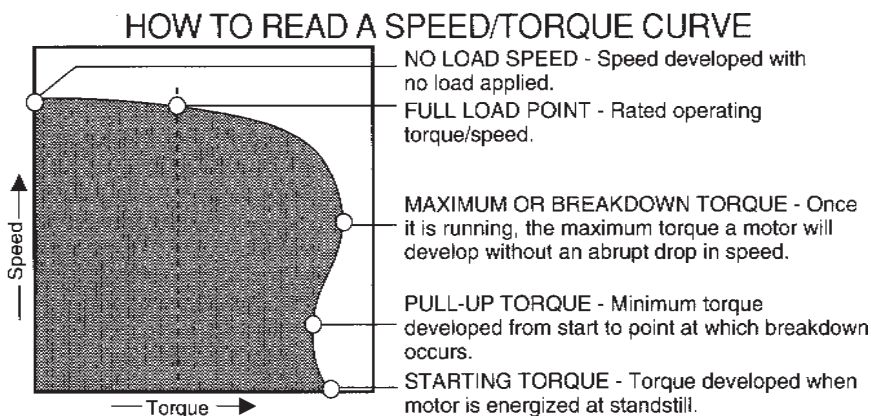 HOW TO READ A SPEED/TORQUE CURVE
NO LOAD SPEED - Speed developed with
no load applied.
FULL LOAD POINT - Rated operating
torque/speed.
MAXIMUM OR BREAKDOWN TORQUE - Once
it is running, the maximum torque a motor will
develop without an abrupt drop in speed.
PULL-UP TORQUE - Minimum torque
developed from start to point at which breakdown
occurs.
STARTING TORQUE - Torque developed when
motor is energized at standstill.
Speed
Torque